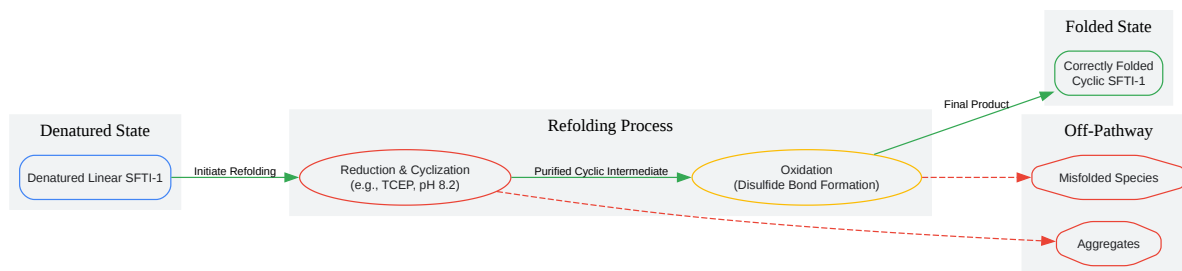 Denatured State
Denatured Linear SFTI-1
Initiate Refolding
Refolding Process
Reduction & Cyclization
(e.g., TCEP, pH 8.2)
Purified Cyclic Intermediate
Oxidation
(Disulfide Bond Formation)
Final Product
Folded State
Correctly Folded
Cyclic SFTI-1
Off-Pathway
Misfolded Species
Aggregates